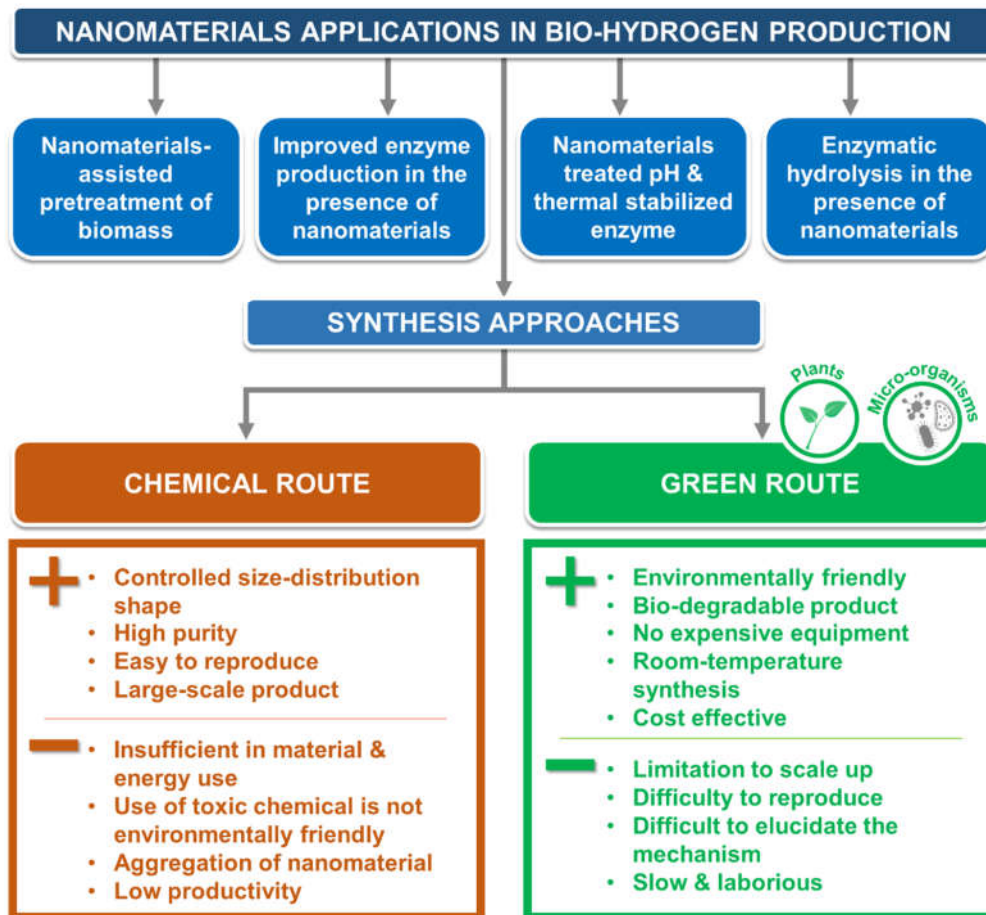 NANOMATERIALS APPLICATIONS IN BIO-HYDROGEN PRODUCTION
Nanomaterials-
assisted
pretreatment of
biomass
Improved enzyme
production in the
presence of
nanomaterials
Nanomaterials
treated pH &
thermal stabilized
enzyme
Enzymatic
hydrolysis in the
presence of
nanomaterials
SYNTHESIS APPROACHES
Plants
Micro-organisms
CHEMICAL ROUTE
+
• Controlled size-distribution
shape
• High purity
• Easy to reproduce
• Large-scale product
−
• Insufficient in material &
energy use
• Use of toxic chemical is not
environmentally friendly
• Aggregation of nanomaterial
• Low productivity
GREEN ROUTE
+
• Environmentally friendly
• Bio-degradable product
• No expensive equipment
• Room-temperature
synthesis
• Cost effective
−
• Limitation to scale up
• Difficulty to reproduce
• Difficult to elucidate the
mechanism
• Slow & laborious